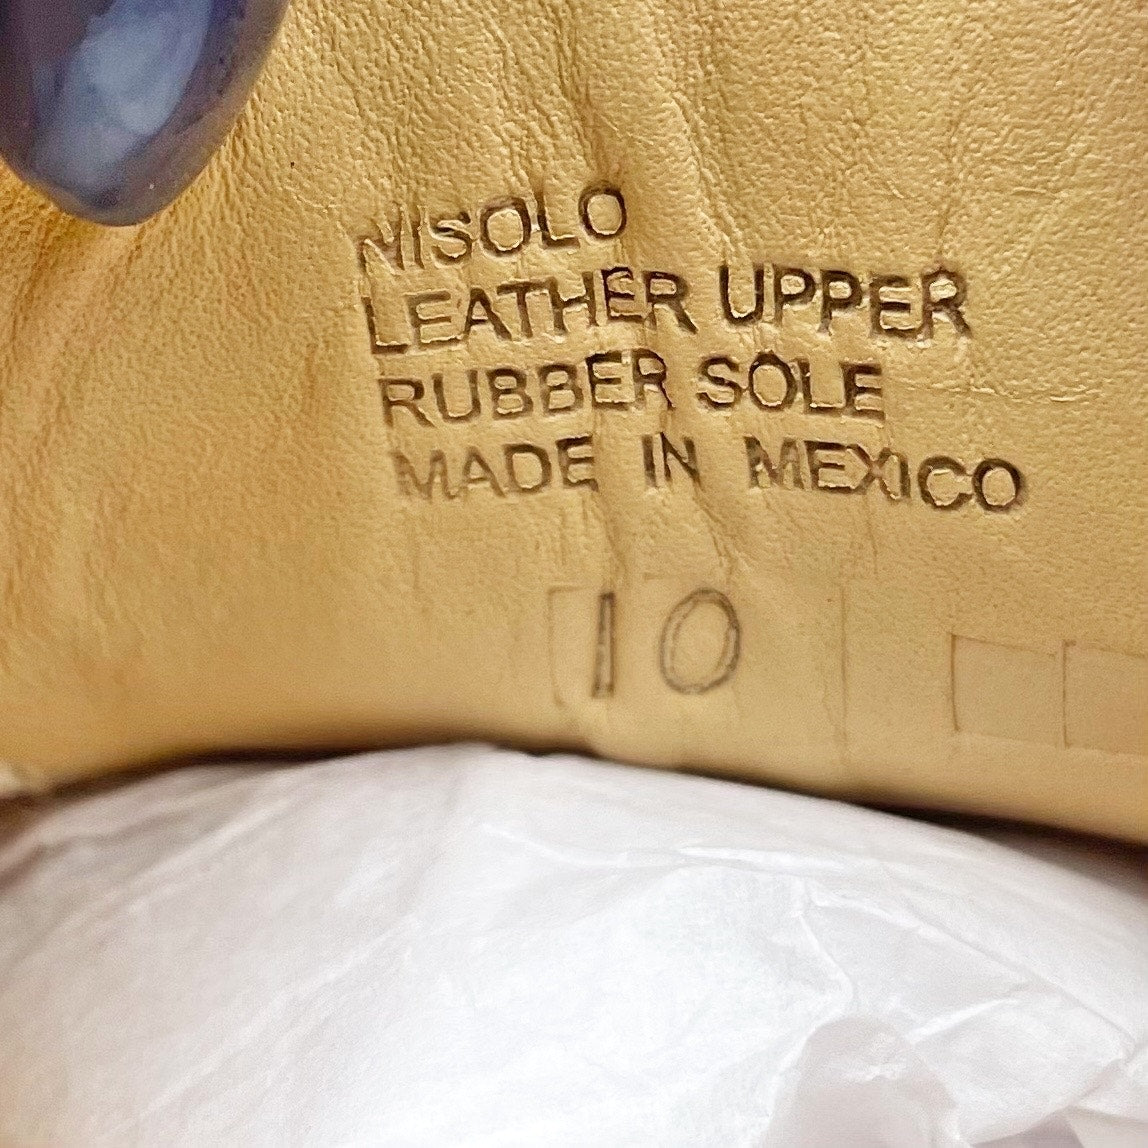 NISOLO
LEATHER UPPER
RUBBER SOLE
MADE IN MEXICO
10